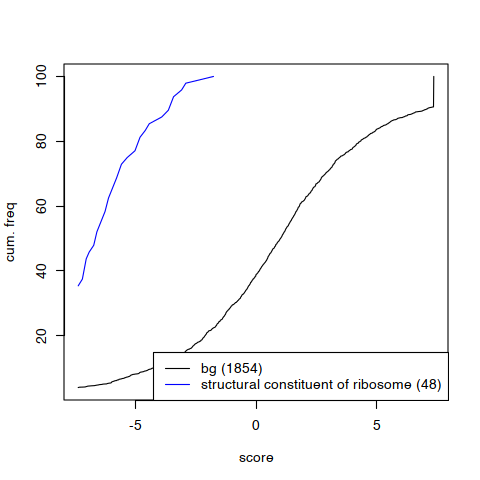 100
80
60
40
20
cum. freq
bg (1854)
structural constituent of ribosome (48)
-5
0
5
score